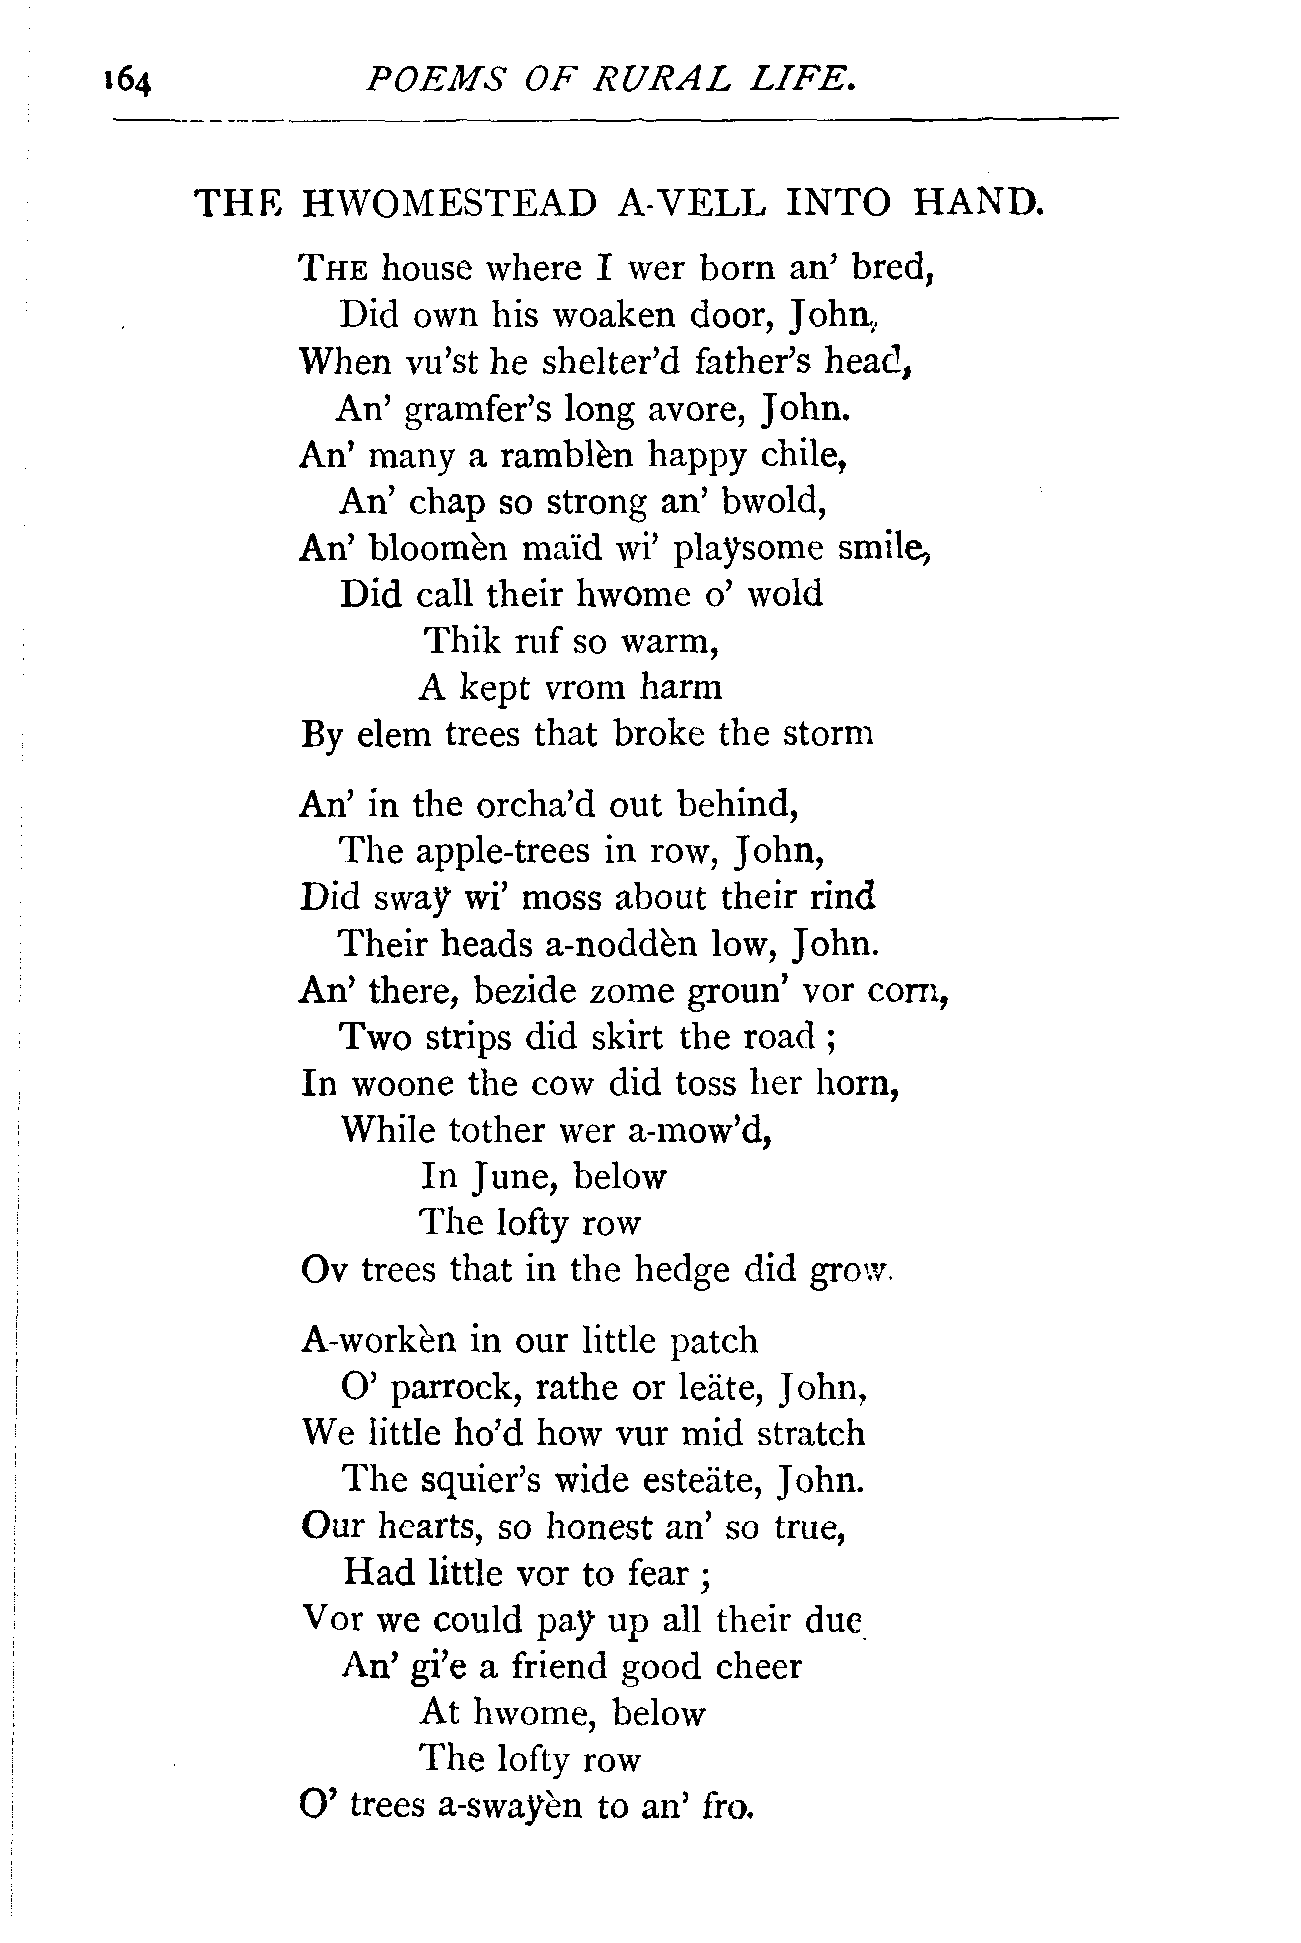 164 POEMS OF RURAL LIFE.
THE HWOMESTEAD A-VELL INTO HAND.
THE house where I wer born an' bred,
Did own his woaken door, John,
When vu'st he shelter'd father's head,
An' gramfer's long avore, John.
An' many a ramblèn happy chile,
An' chap so strong an' bwold,
An' bloomèn maïd wi' plaÿsome smile,
Did call their hwome o' wold
Thik ruf so warm,
A kept vrom harm
By elem trees that broke the storm
An' in the orcha'd out behind,
The apple-trees in row, John,
Did swaÿ wi' moss about their rind
Their heads a-noddèn low, John.
An' there, bezide zome groun' vor corn,
Two strips did skirt the road ;
In woone the cow did toss her horn,
While tother wer a-mow'd,
In June, below
The lofty row
Ov trees that in the hedge did grow.
A-workèn in our little patch
O' parrock, rathe or leäte, John,
We little ho'd how vur mid stratch
The squier's wide esteäte, John.
Our hearts, so honest an' so true,
Had little vor to fear ;
Vor we could paÿ up all their due
An' gi'e a friend good cheer
At hwome, below
The lofty row
O' trees a-swaÿèn to an' fro.